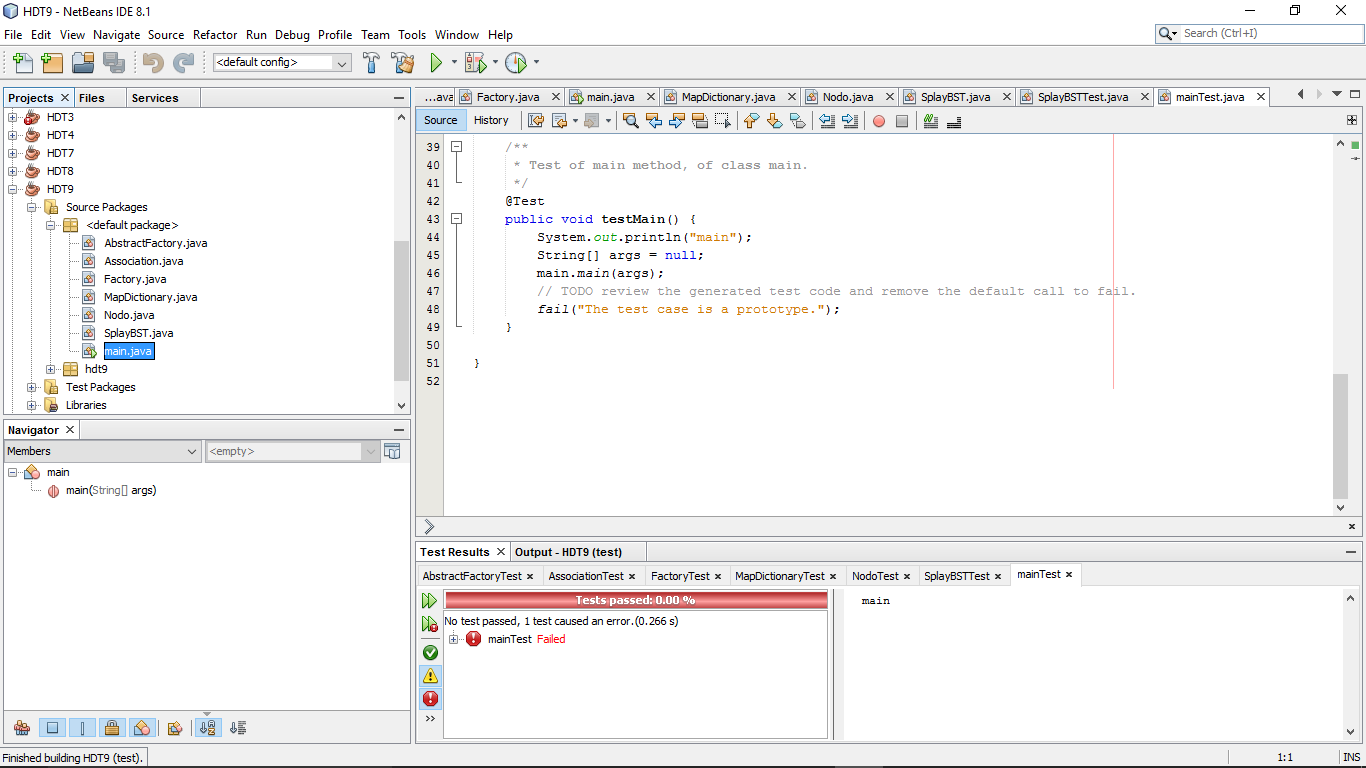 HDT9 - NetBeans IDE 8.1
File Edit View Navigate Source Refactor Run Debug Profile Team Tools Window Help
Search (Ctrl+I)
<default config>
Projects Files Services
HDT3
HDT4
HDT7
HDT8
HDT9
Source Packages
<default package>
AbstractFactory.java
Association.java
Factory.java
MapDictionary.java
Nodo.java
SplayBST.java
main.java
hdt9
Test Packages
Libraries
Navigator
Members <empty>
main
main(String[] args)
...ava Factory.java main.java MapDictionary.java Nodo.java SplayBST.java SplayBSTTest.java mainTest.java
Source History
39 /**
40 * Test of main method, of class main.
41 */
42 @Test
43 public void testMain() {
44 System.out.println("main");
45 String[] args = null;
46 main.main(args);
47 // TODO review the generated test code and remove the default call to fail.
48 fail("The test case is a prototype.");
49 }
50
51 }
52
Test Results Output - HDT9 (test)
AbstractFactoryTest AssociationTest FactoryTest MapDictionaryTest NodoTest SplayBSTTest mainTest
Tests passed: 0.00 %
No test passed, 1 test caused an error.(0.266 s)
mainTest Failed
main
Finished building HDT9 (test).
1:1 INS